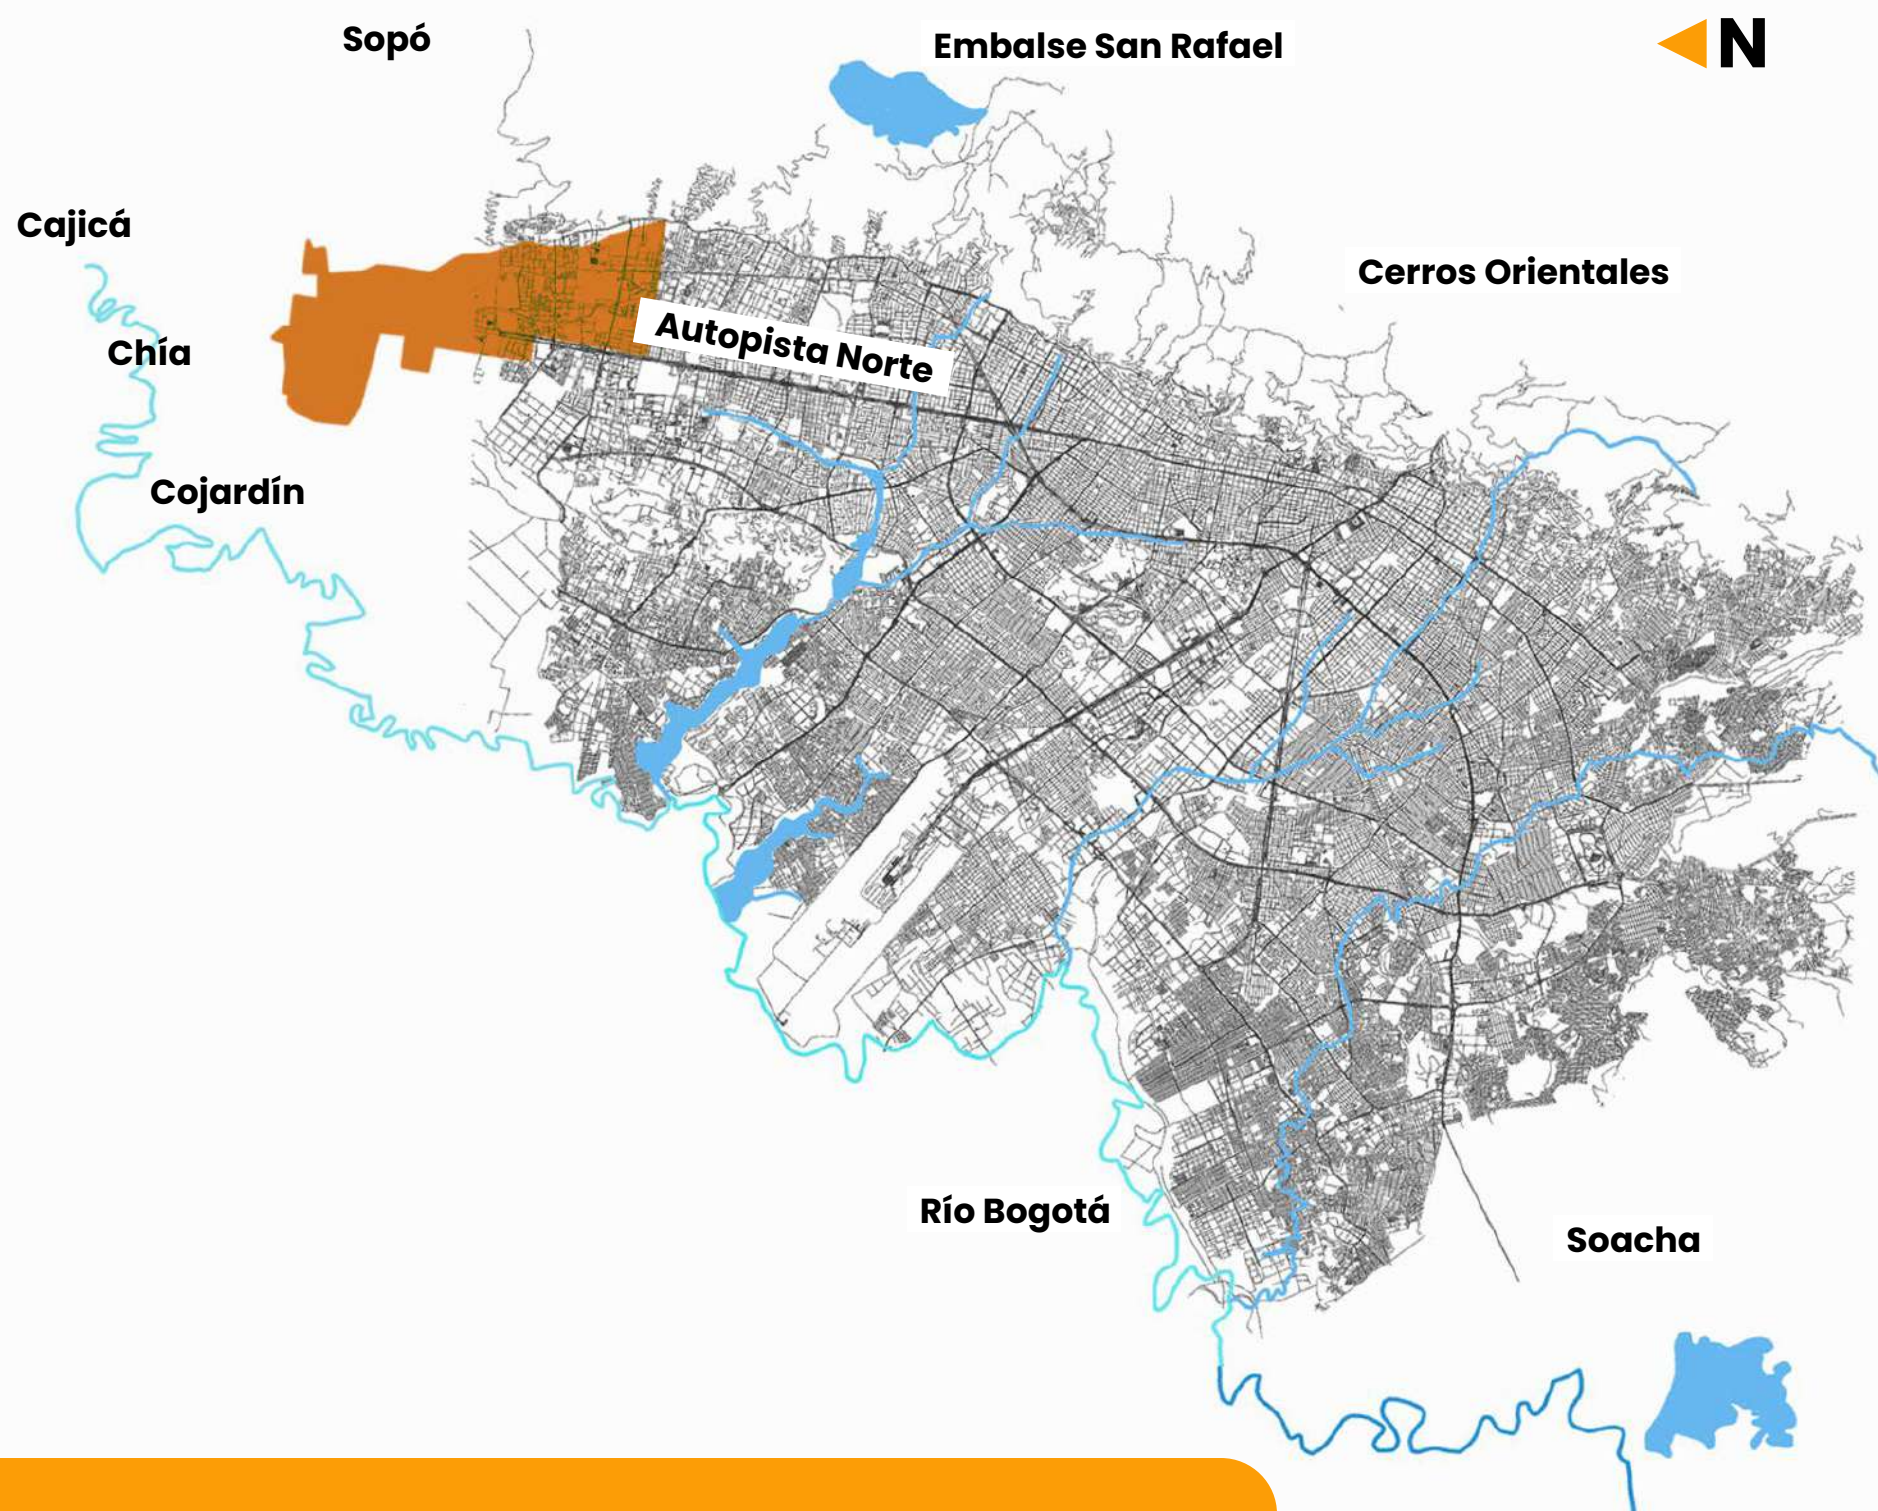 Sopó
Embalse San Rafael
N
Cajicá
Cerros Orientales
Chía
Autopista Norte
Cojardín
Río Bogotá
Soacha